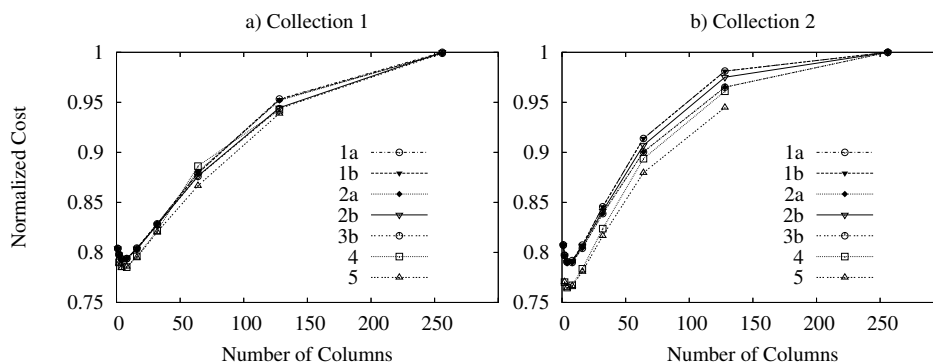 a) Collection 1
Normalized Cost
1
0.95
0.9
0.85
0.8
0.75
0 50 100 150 200 250
Number of Columns
1a
1b
2a
2b
3b
4
5
b) Collection 2
1
0.95
0.9
0.85
0.8
0.75
0 50 100 150 200 250
Number of Columns
1a
1b
2a
2b
3b
4
5